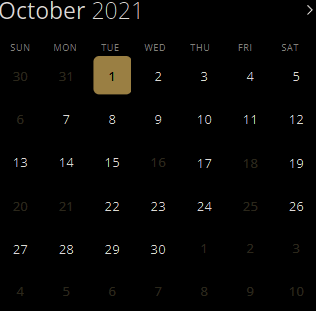 October 2021 >
SUN MON TUE WED THU FRI SAT
30 31 1 2 3 4 5
6 7 8 9 10 11 12
13 14 15 16 17 18 19
20 21 22 23 24 25 26
27 28 29 30 1 2 3
4 5 6 7 8 9 10